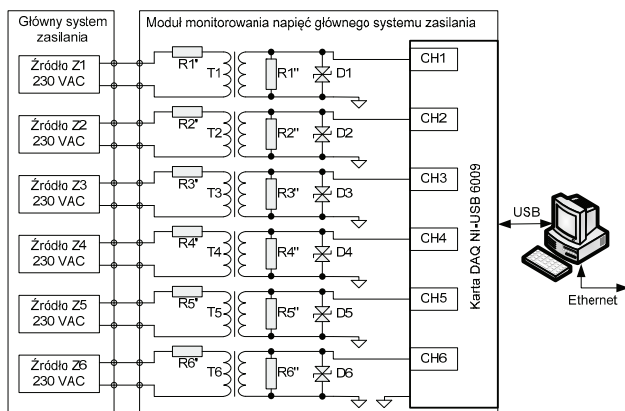 Główny system
zasilania
Moduł monitorowania napięć głównego systemu zasilania
Źródło Z1
230 VAC
R1'
T1
R1"
D1
CH1
Źródło Z2
230 VAC
R2'
T2
R2"
D2
CH2
Źródło Z3
230 VAC
R3'
T3
R3"
D3
CH3
Źródło Z4
230 VAC
R4'
T4
R4"
D4
CH4
Źródło Z5
230 VAC
R5'
T5
R5"
D5
CH5
Źródło Z6
230 VAC
R6'
T6
R6"
D6
CH6
Karta DAQ NI-USB 6009
USB
Ethernet